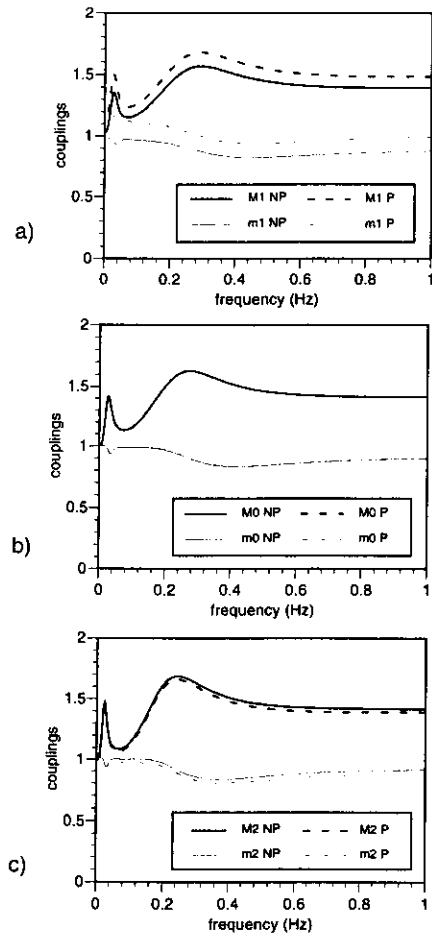 2
1.5
1
0.5
0
couplings
M1 NP
M1 P
m1 NP
m1 P
0 0.2 0.4 0.6 0.8 1
frequency (Hz)
a)
2
1.5
1
0.5
0
couplings
M0 NP
M0 P
m0 NP
m0 P
0 0.2 0.4 0.6 0.8 1
frequency (Hz)
b)
2
1.5
1
0.5
0
couplings
M2 NP
M2 P
m2 NP
m2 P
0 0.2 0.4 0.6 0.8 1
frequency (Hz)
c)